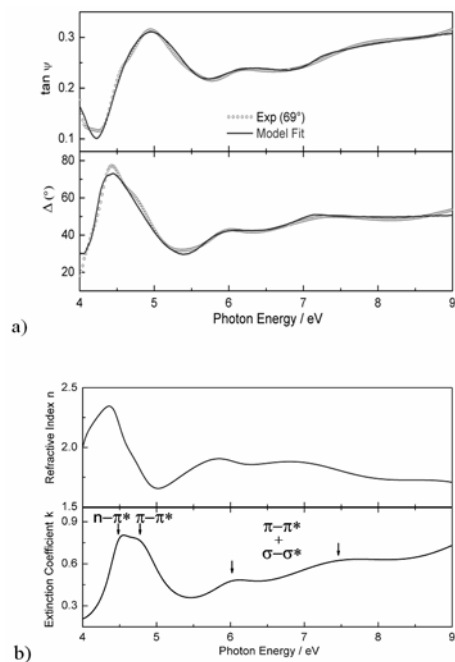 a)
tan ψ
0.3
0.2
0.1
Exp (69°)
Model Fit
Δ (°)
80
60
40
20
4 5 6 7 8 9
Photon Energy / eV
b)
Refractive Index n
2.5
2.0
1.5
Extinction Coefficient k
0.9
0.6
0.3
n–π* π–π*
π–π*
+
σ–σ*
4 5 6 7 8 9
Photon Energy / eV